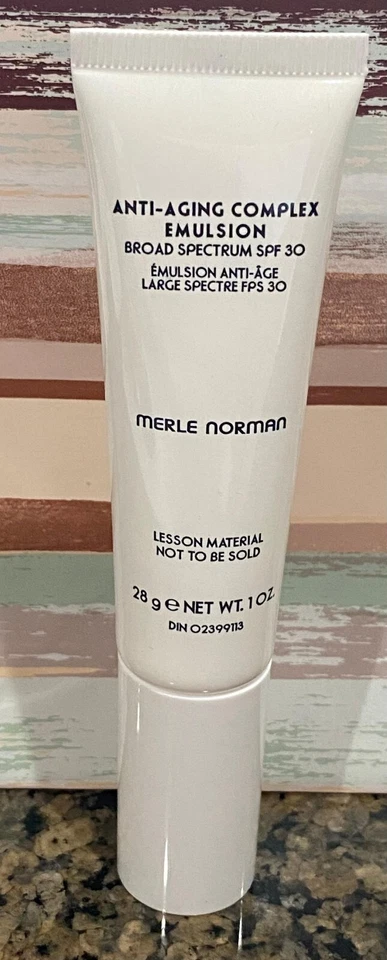 ANTI-AGING COMPLEX
EMULSION
BROAD SPECTRUM SPF 30
ÉMULSION ANTI-ÂGE
LARGE SPECTRE FPS 30
MERLE NORMAN
LESSON MATERIAL
NOT TO BE SOLD
28 g e NET WT. 1 OZ.
DIN 02399113